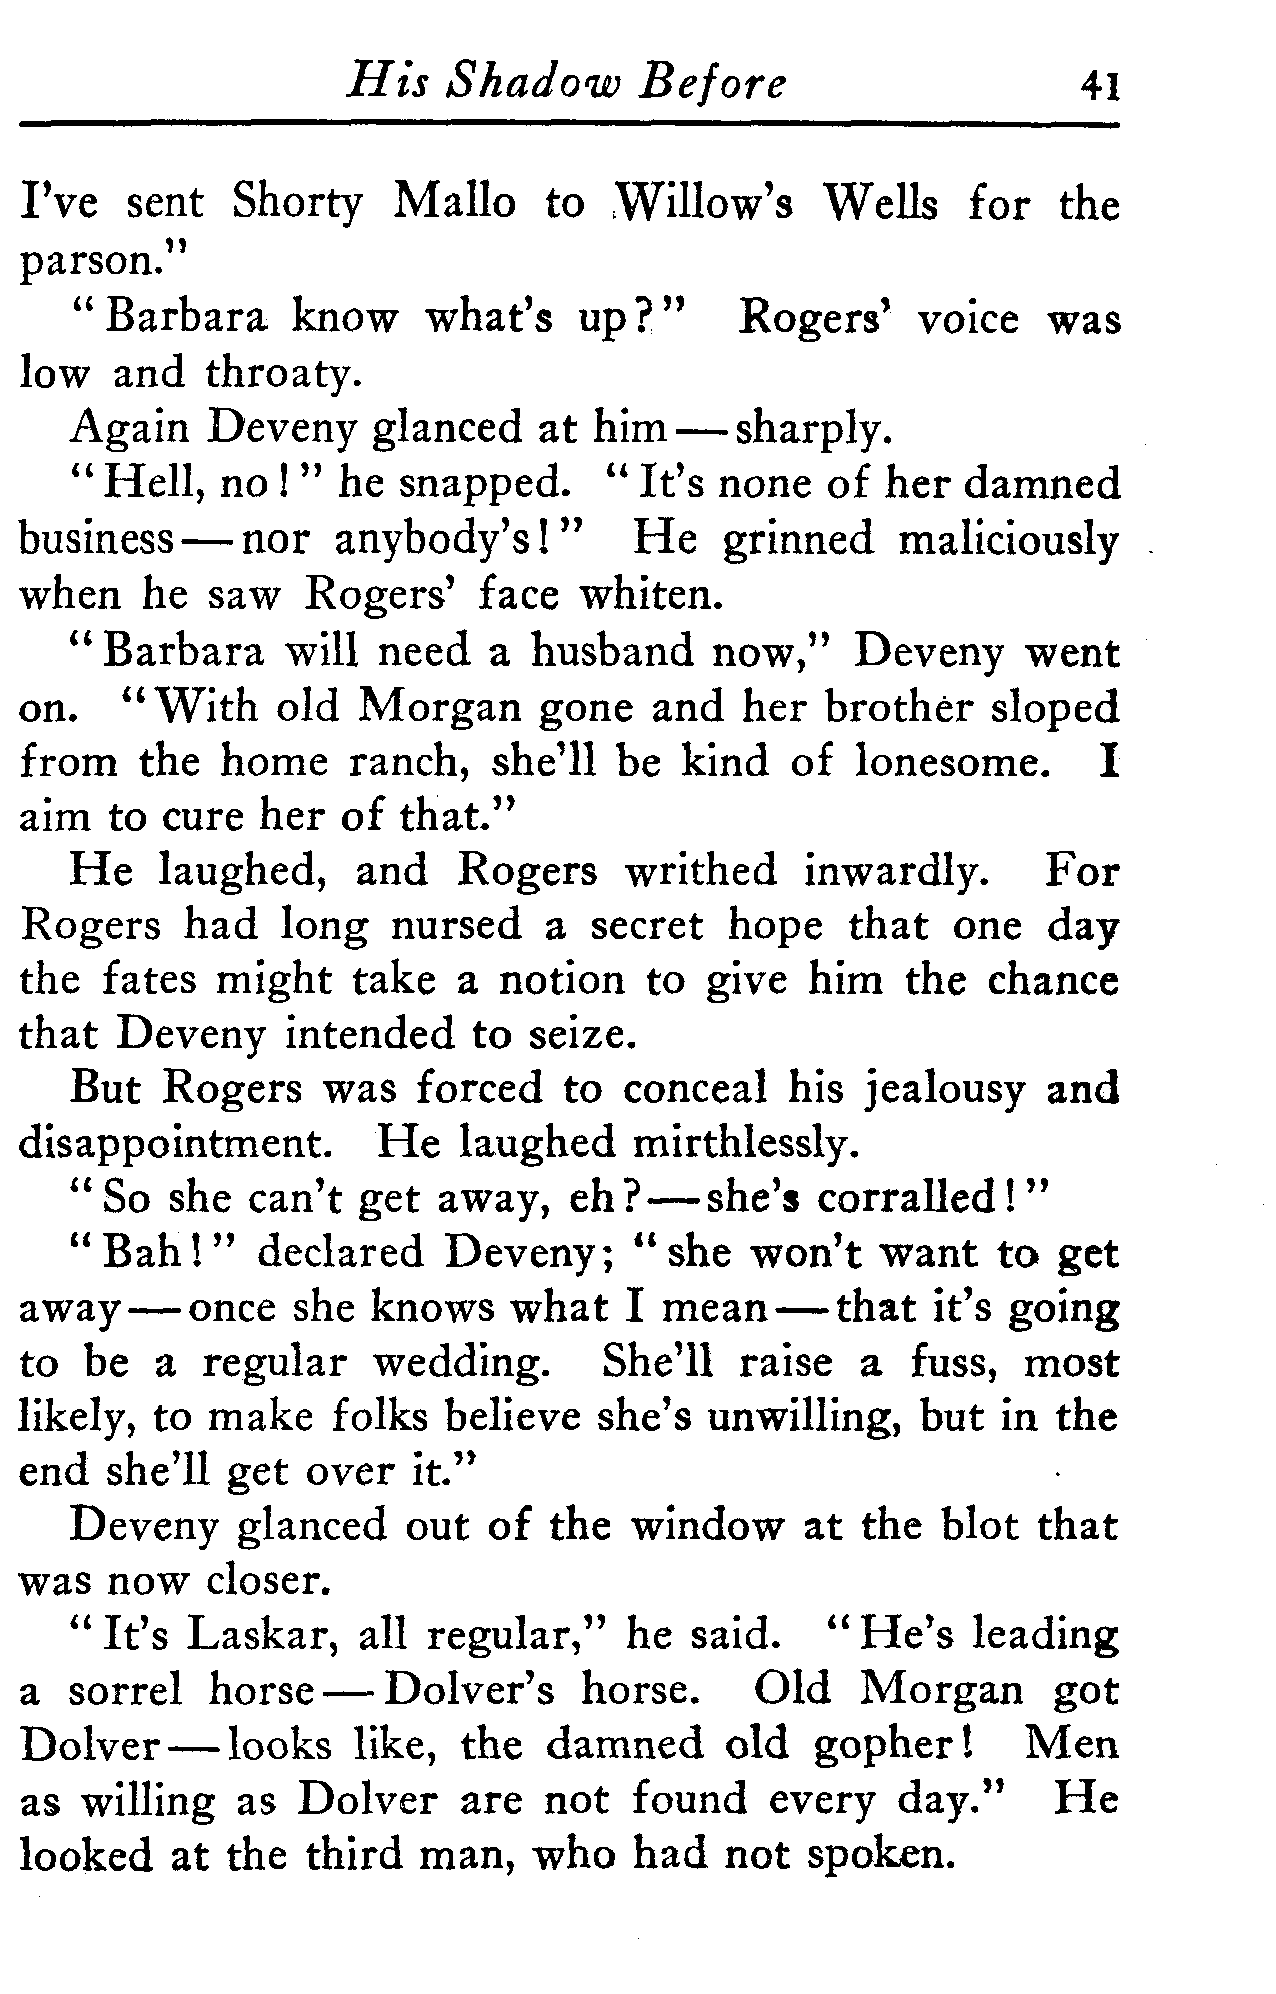 His Shadow Before 41
I've sent Shorty Mallo to Willow's Wells for the
parson."
"Barbara know what's up?" Rogers' voice was
low and throaty.
Again Deveny glanced at him—sharply.
"Hell, no!" he snapped. "It's none of her damned
business—nor anybody's!" He grinned maliciously
when he saw Rogers' face whiten.
"Barbara will need a husband now," Deveny went
on. "With old Morgan gone and her brother sloped
from the home ranch, she'll be kind of lonesome. I
aim to cure her of that."
He laughed, and Rogers writhed inwardly. For
Rogers had long nursed a secret hope that one day
the fates might take a notion to give him the chance
that Deveny intended to seize.
But Rogers was forced to conceal his jealousy and
disappointment. He laughed mirthlessly.
"So she can't get away, eh?—she's corralled!"
"Bah!" declared Deveny; "she won't want to get
away—once she knows what I mean—that it's going
to be a regular wedding. She'll raise a fuss, most
likely, to make folks believe she's unwilling, but in the
end she'll get over it."
Deveny glanced out of the window at the blot that
was now closer.
"It's Laskar, all regular," he said. "He's leading
a sorrel horse—Dolver's horse. Old Morgan got
Dolver—looks like, the damned old gopher! Men
as willing as Dolver are not found every day." He
looked at the third man, who had not spoken.